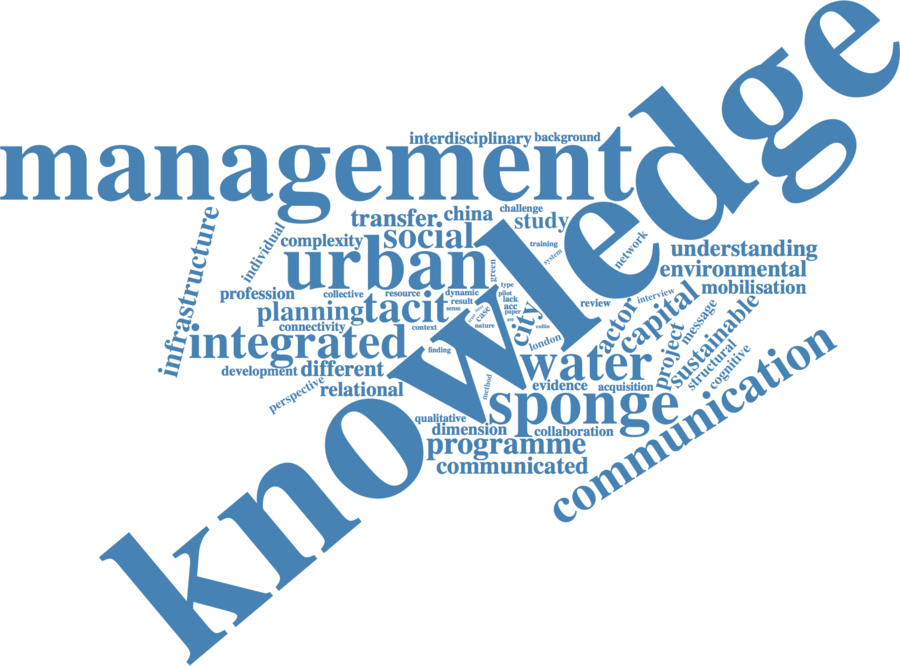 knowledge
management
interdisciplinary
background
infrastructure
individual
transfer
china
challenge
study
complexity
social
training
system
network
understanding
urban
green
environmental
profession
collective
resource
dynamic
type
pilot
mobilisation
planning
tacit
result
sense
case
lack
acc
paper
city
review
interview
actor
capital
message
connectivity
context
nature
london
integrated
finding
water
project
sustainable
structural
cognitive
development
different
perspective
relational
method
evidence
acquisition
sponge
communication
qualitative
dimension
collaboration
programme
communicated